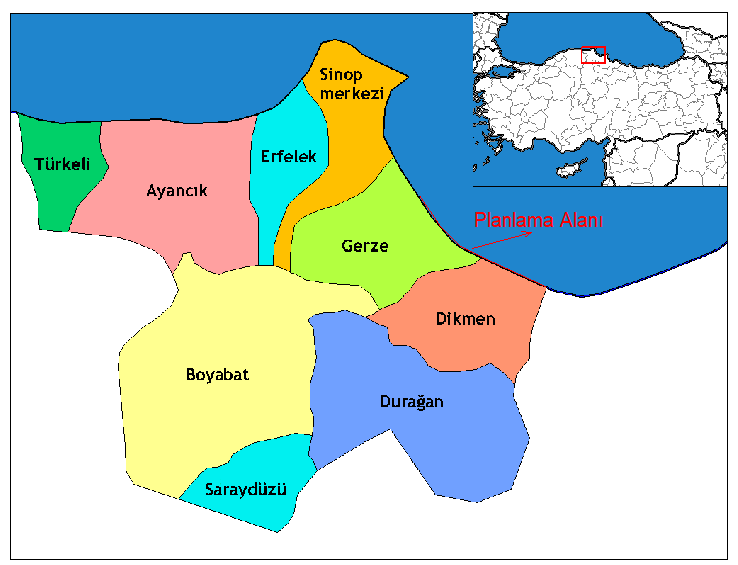 Sinop
merkezi
Türkeli
Ayancık
Erfelek
Gerze
Planlama Alanı
Dikmen
Boyabat
Durağan
Saraydüzü